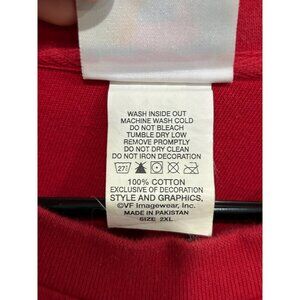 WASH INSIDE OUT
MACHINE WASH COLD
DO NOT BLEACH
TUMBLE DRY LOW
REMOVE PROMPTLY
DO NOT DRY CLEAN
DO NOT IRON DECORATION
27
100% COTTON
EXCLUSIVE OF DECORATION
STYLE AND GRAPHICS,
©VF Imagewear, Inc.
MADE IN PAKISTAN
SIZE 2XL